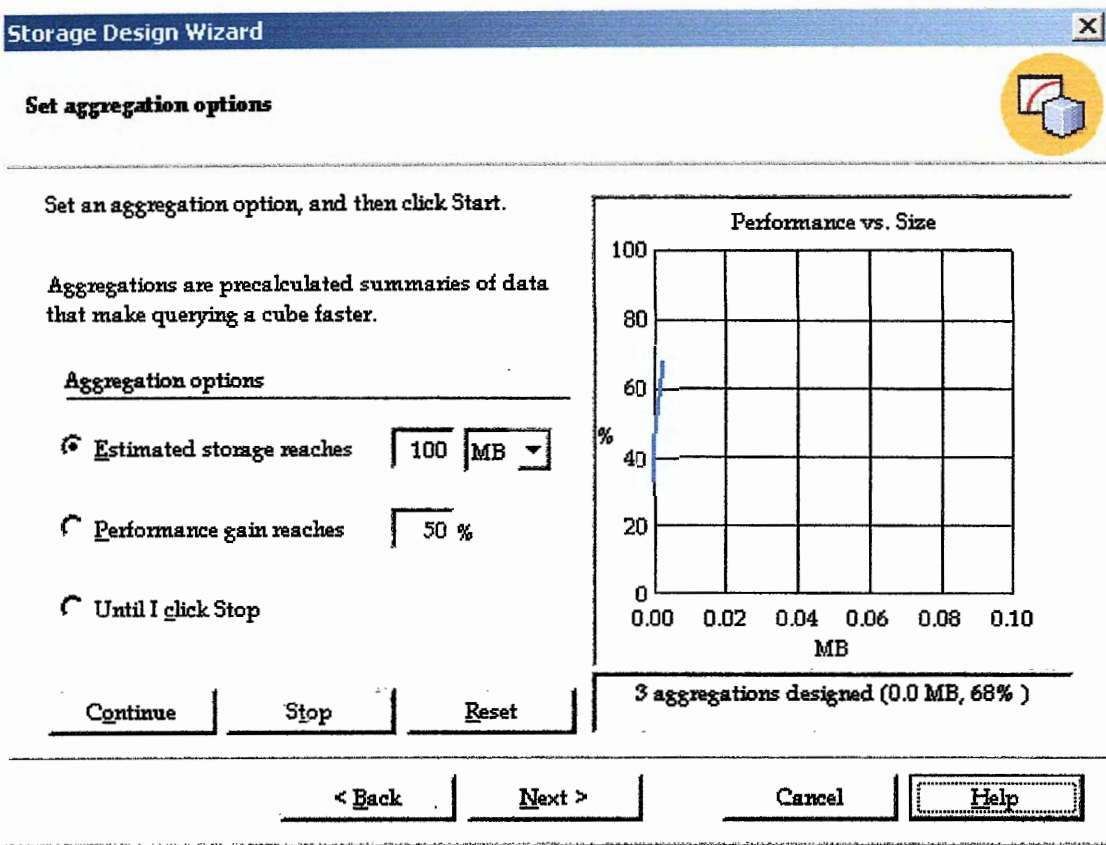 Storage Design Wizard
Set aggregation options
Set an aggregation option, and then click Start.
Aggregations are precalculated summaries of data
that make querying a cube faster.
Aggregation options
Estimated storage reaches 100 MB
Performance gain reaches 50 %
Until I click Stop
Continue Stop Reset
Performance vs. Size
100
80
60
%
40
20
0
0.00 0.02 0.04 0.06 0.08 0.10
MB
3 aggregations designed (0.0 MB, 68% )
< Back Next > Cancel Help